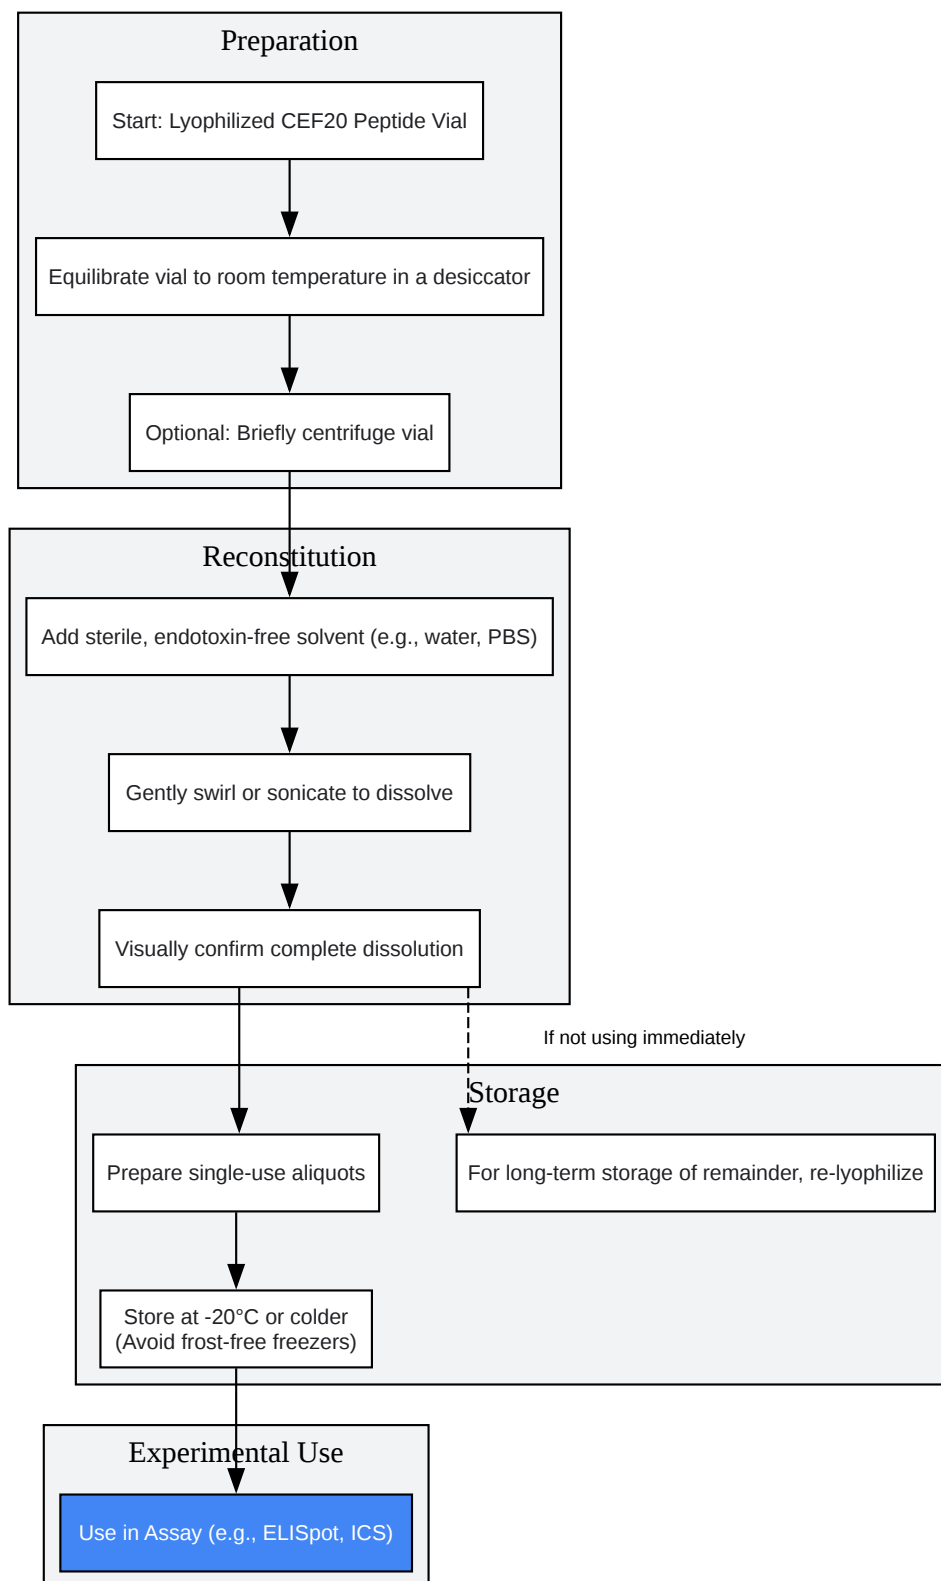 Preparation
Start: Lyophilized CEF20 Peptide Vial
Equilibrate vial to room temperature in a desiccator
Optional: Briefly centrifuge vial
Reconstitution
Add sterile, endotoxin-free solvent (e.g., water, PBS)
Gently swirl or sonicate to dissolve
Visually confirm complete dissolution
If not using immediately
Storage
Prepare single-use aliquots
For long-term storage of remainder, re-lyophilize
Store at -20°C or colder
(Avoid frost-free freezers)
Experimental Use
Use in Assay (e.g., ELISpot, ICS)